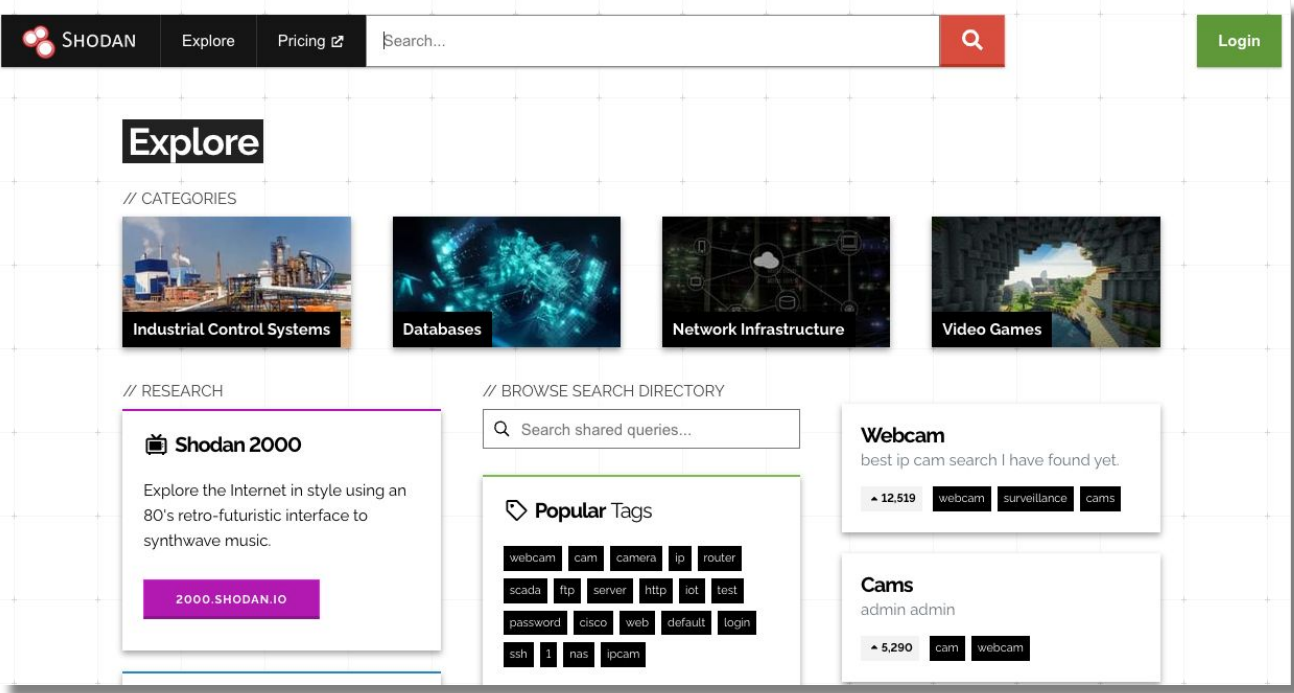 SHODAN Explore Pricing Search... Login
Explore
// CATEGORIES
Industrial Control Systems
Databases
Network Infrastructure
Video Games
// RESEARCH
Shodan 2000
Explore the Internet in style using an
80's retro-futuristic interface to
synthwave music.
2000.SHODAN.IO
// BROWSE SEARCH DIRECTORY
Search shared queries...
Popular Tags
webcam cam camera ip router
scada ftp server http iot test
password cisco web default login
ssh 1 nas ipcam
Webcam
best ip cam search I have found yet.
12,519 webcam surveillance cams
Cams
admin admin
5,290 cam webcam